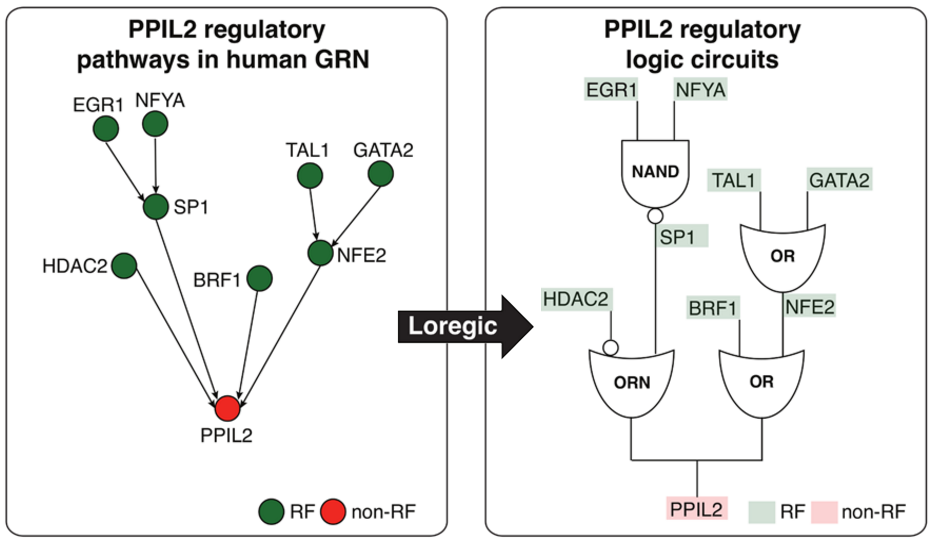 PPIL2 regulatory
pathways in human GRN
EGR1
NFYA
TAL1
GATA2
SP1
NFE2
HDAC2
BRF1
PPIL2
RF
non-RF
Loregic
PPIL2 regulatory
logic circuits
EGR1
NFYA
NAND
TAL1
GATA2
SP1
OR
HDAC2
BRF1
NFE2
ORN
OR
PPIL2
RF
non-RF